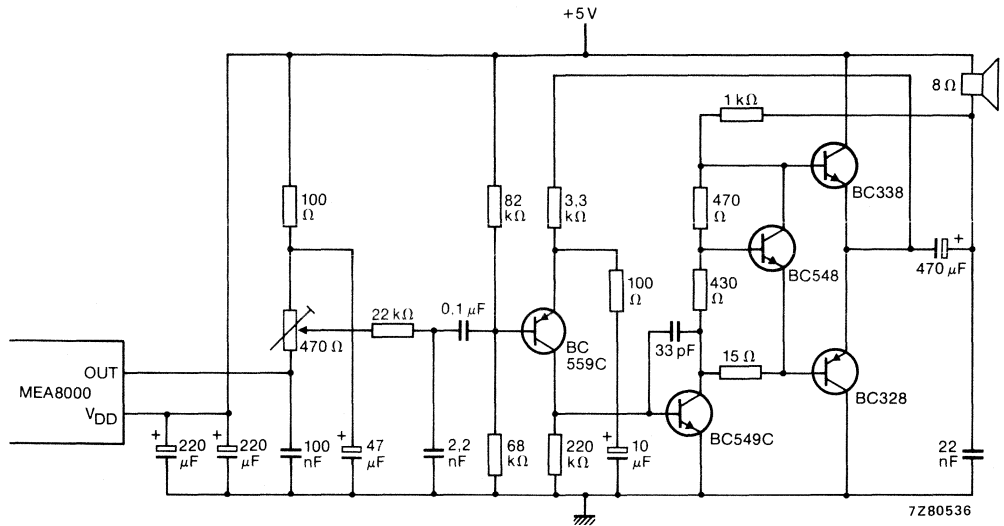 +5V
8 Ω
1 kΩ
BC338
100
Ω
82
kΩ
3,3
kΩ
470
Ω
BC548
+
470 µF
100
Ω
430
Ω
22 kΩ
0.1 µF
470 Ω
BC
559C
33 pF
15 Ω
BC328
OUT
MEA8000
VDD
BC549C
+
220
µF
+
220
µF
100
nF
+
47
µF
2,2
nF
68
kΩ
220
kΩ
+
10
µF
22
nF
7Z80536